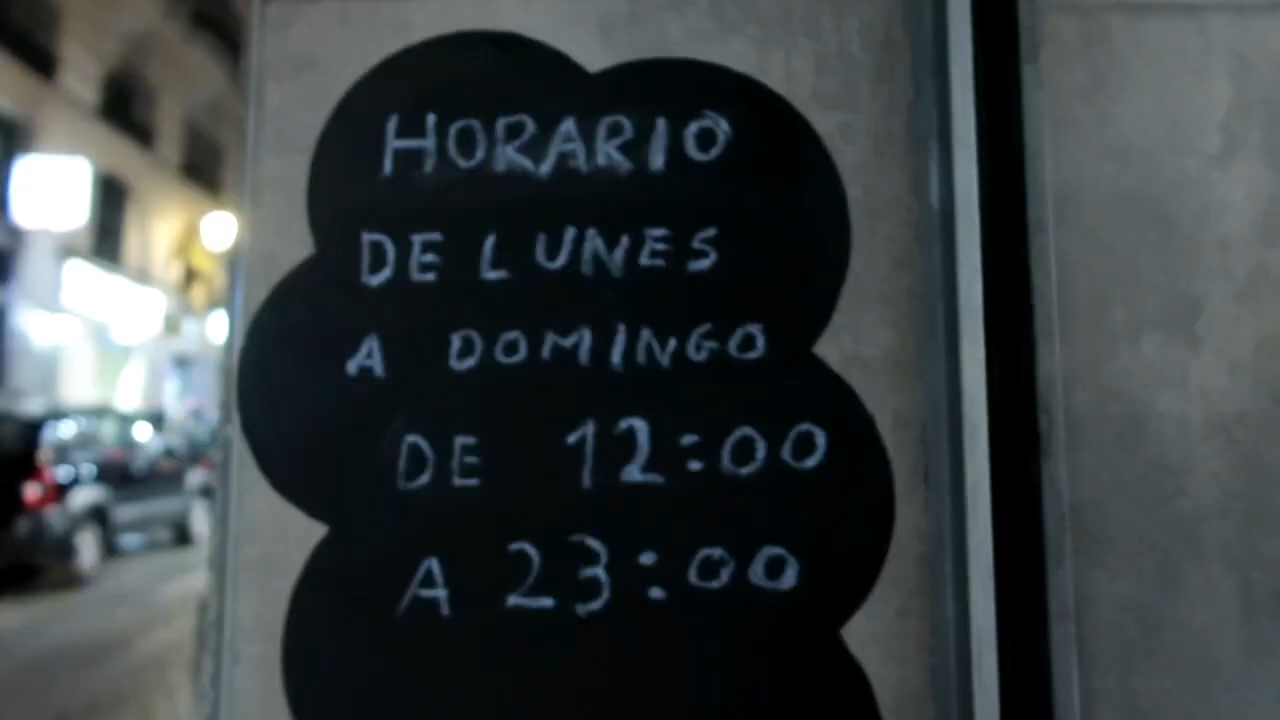 HORARIO
DE LUNES
A DOMINGO
DE 12:00
A 23:00